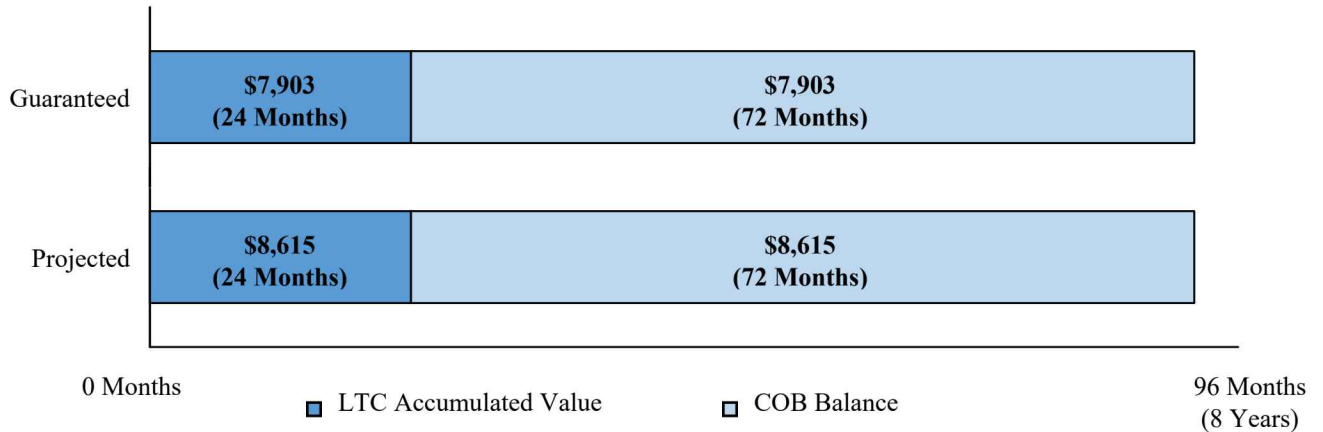 Guaranteed
$7,903
(24 Months)
$7,903
(72 Months)
Projected
$8,615
(24 Months)
$8,615
(72 Months)
0 Months
LTC Accumulated Value
COB Balance
96 Months
(8 Years)